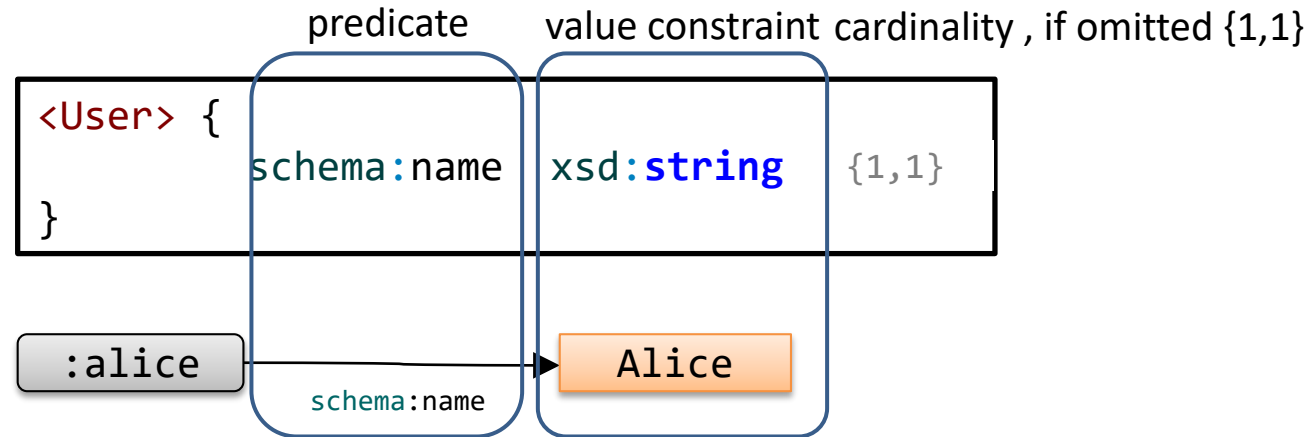 predicate value constraint cardinality , if omitted {1,1}
<User> {
schema:name xsd:string {1,1}
}
:alice Alice
schema:name